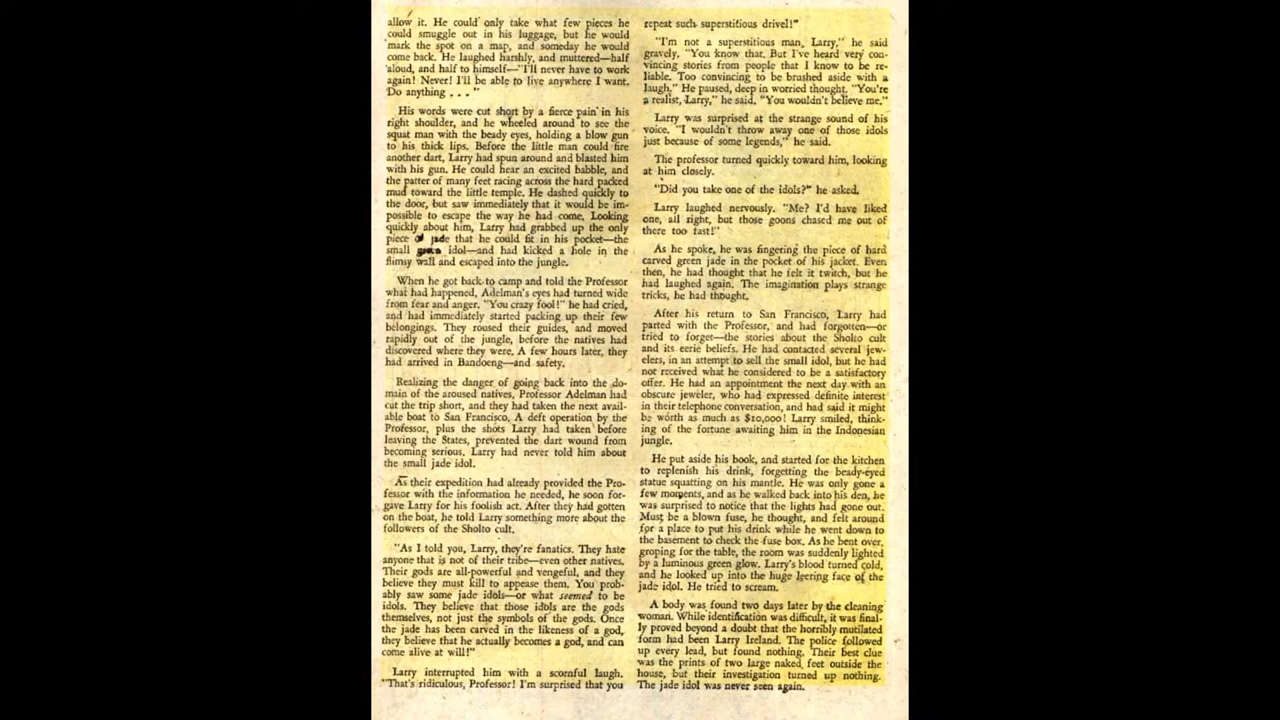 allow it. He could only take what few pieces he
could smuggle out in his luggage, but he would
mark the spot on a map, and someday he would
come back. He laughed harshly, and muttered—half
aloud, and half to himself—"I'll never have to work
again! Never! I'll be able to live anywhere I want.
Do anything . . . "
His words were cut short by a fierce pain in his
right shoulder, and he wheeled around to see the
squat man with the beady eyes, holding a blow gun
to his thick lips. Before the little man could fire
another dart, Larry had spun around and blasted him
with his gun. He could hear an excited babble, and
the patter of many feet racing across the hard packed
mud toward the little temple. He dashed quickly to
the door, but saw immediately that it would be im-
possible to escape the way he had come. Looking
quickly about him, Larry had grabbed up the only
piece of jade that he could fit in his pocket—the
small green idol—and had kicked a hole in the
flimsy wall and escaped into the jungle.
When he got back to camp and told the Professor
what had happened, Adelman's eyes had turned wide
from fear and anger. "You crazy fool!" he had cried,
and had immediately started packing up their few
belongings. They roused their guides, and moved
rapidly out of the jungle, before the natives had
discovered where they were. A few hours later, they
had arrived in Bandoeng—and safety.
Realizing the danger of going back into the do-
main of the aroused natives, Professor Adelman had
cut the trip short, and they had taken the next avail-
able boat to San Francisco. A deft operation by the
Professor, plus the shots Larry had taken before
leaving the States, prevented the dart wound from
becoming serious. Larry had never told him about
the small jade idol.
As their expedition had already provided the Pro-
fessor with the information he needed, he soon for-
gave Larry for his foolish act. After they had gotten
on the boat, he told Larry something more about the
followers of the Sholto cult.
"As I told you, Larry, they're fanatics. They hate
anyone that is not of their tribe—even other natives.
Their gods are all-powerful and vengeful, and they
believe they must kill to appease them. You prob-
ably saw some jade idols—or what seemed to be
idols. They believe that those idols are the gods
themselves, not just the symbols of the gods. Once
the jade has been carved in the likeness of a god,
they believe that he actually becomes a god, and can
come alive at will!"
Larry interrupted him with a scornful laugh.
"That's ridiculous, Professor! I'm surprised that you
repeat such superstitious drivel!"
"I'm not a superstitious man, Larry," he said
gravely. "You know that. But I've heard very con-
vincing stories from people that I know to be re-
liable. Too convincing to be brushed aside with a
laugh." He paused, deep in worried thought. "You're
a realist, Larry," he said. "You wouldn't believe me."
Larry was surprised at the strange sound of his
voice. "I wouldn't throw away one of those idols
just because of some legends," he said.
The professor turned quickly toward him, looking
at him closely.
"Did you take one of the idols?" he asked.
Larry laughed nervously. "Me? I'd have liked
one, all right, but those goons chased me out of
there too fast!"
As he spoke, he was fingering the piece of hard
carved green jade in the pocket of his jacket. Even
then, he had thought that he felt it twitch, but he
had laughed again. The imagination plays strange
tricks, he had thought.
After his return to San Francisco, Larry had
parted with the Professor, and had forgotten—or
tried to forget—the stories about the Sholto cult
and its eerie beliefs. He had contacted several jew-
elers, in an attempt to sell the small idol, but he had
not received what he considered to be a satisfactory
offer. He had an appointment the next day with an
obscure jeweler, who had expressed definite interest
in their telephone conversation, and had said it might
be worth as much as $10,000! Larry smiled, think-
ing of the fortune awaiting him in the Indonesian
jungle.
He put aside his book, and started for the kitchen
to replenish his drink, forgetting the beady-eyed
statue squatting on his mantle. He was only gone a
few moments, and as he walked back into his den, he
was surprised to notice that the lights had gone out.
Must be a blown fuse, he thought, and felt around
for a place to put his drink while he went down to
the basement to check the fuse box. As he bent over,
groping for the table, the room was suddenly lighted
by a luminous green glow. Larry's blood turned cold,
and he looked up into the huge leering face of the
jade idol. He tried to scream.
A body was found two days later by the cleaning
woman. While identification was difficult, it was final-
ly proved beyond a doubt that the horribly mutilated
form had been Larry Ireland. The police followed
up every lead, but found nothing. Their best clue
was the prints of two large naked feet outside the
house, but their investigation turned up nothing.
The jade idol was never seen again.